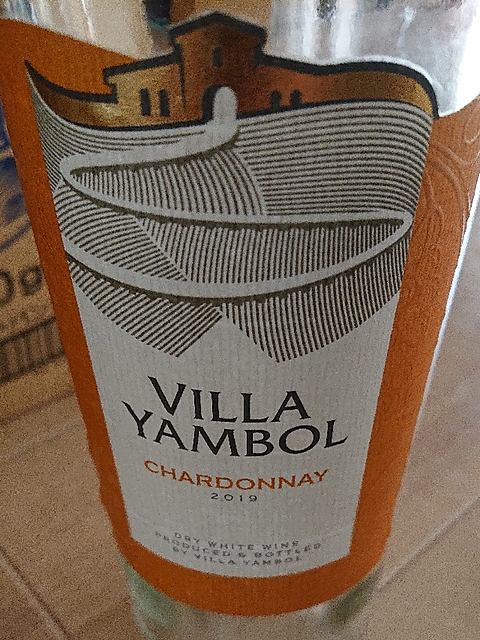 VILLA
YAMBOL
CHARDONNAY
2019
DRY WHITE WINE
PRODUCED & BOTTLED
BY VILLA YAMBOL